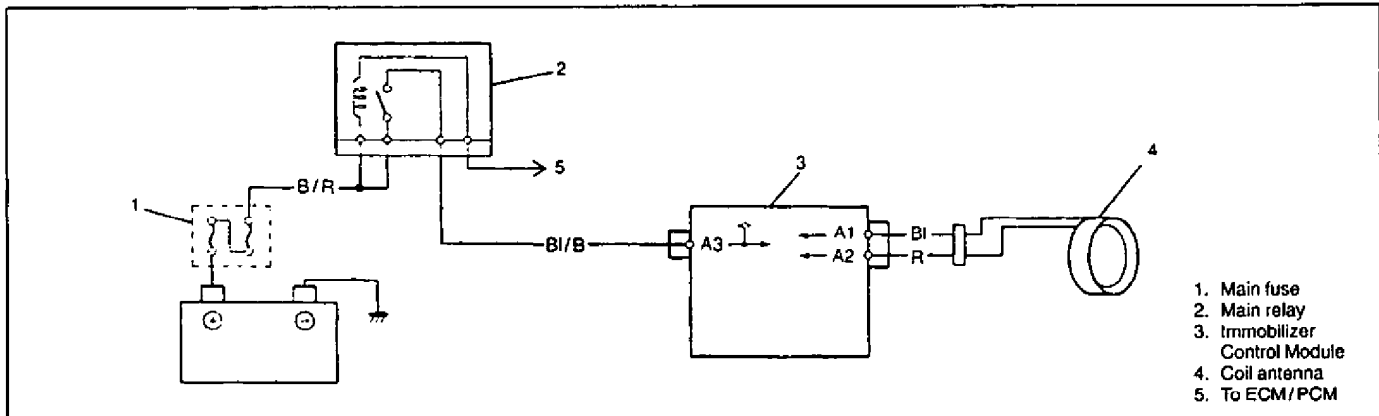 2
5
3
4
1
B/R
BI/B
A3
A1
BI
A2
R
1. Main fuse
2. Main relay
3. Immobilizer
Control Module
4. Coil antenna
5. To ECM/PCM